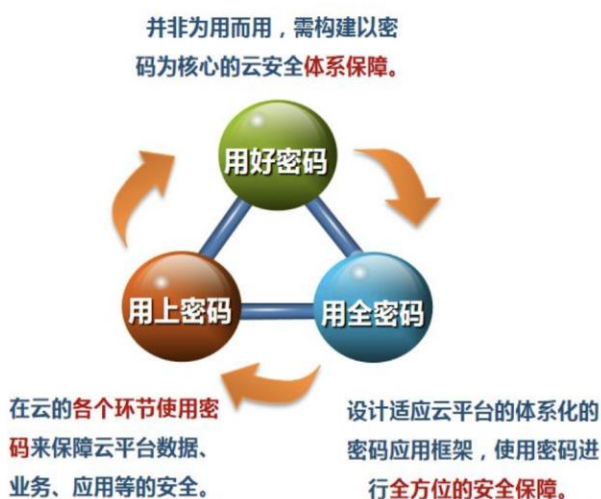 并非为用而用，需构建以密
码为核心的云安全体系保障。
用好密码
用上密码
用全密码
在云的各个环节使用密
码来保障云平台数据、
业务、应用等的安全。
设计适应云平台的体系化的
密码应用框架，使用密码进
行全方位的安全保障。